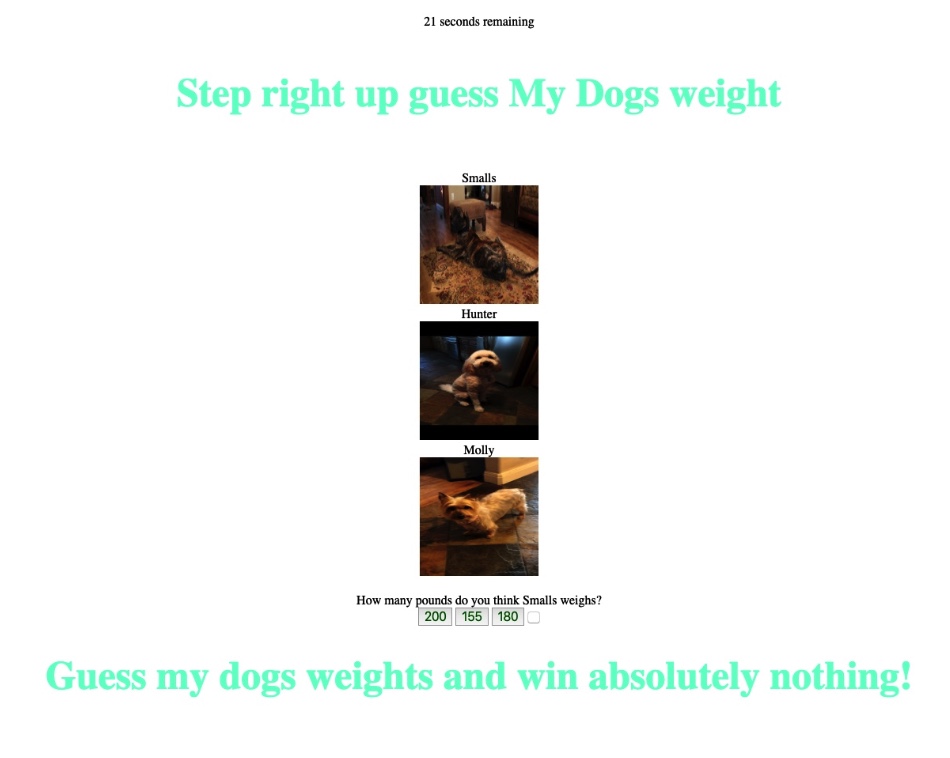 21 seconds remaining
Step right up guess My Dogs weight
Smalls
Hunter
Molly
How many pounds do you think Smalls weighs?
200 155 180
Guess my dogs weights and win absolutely nothing!